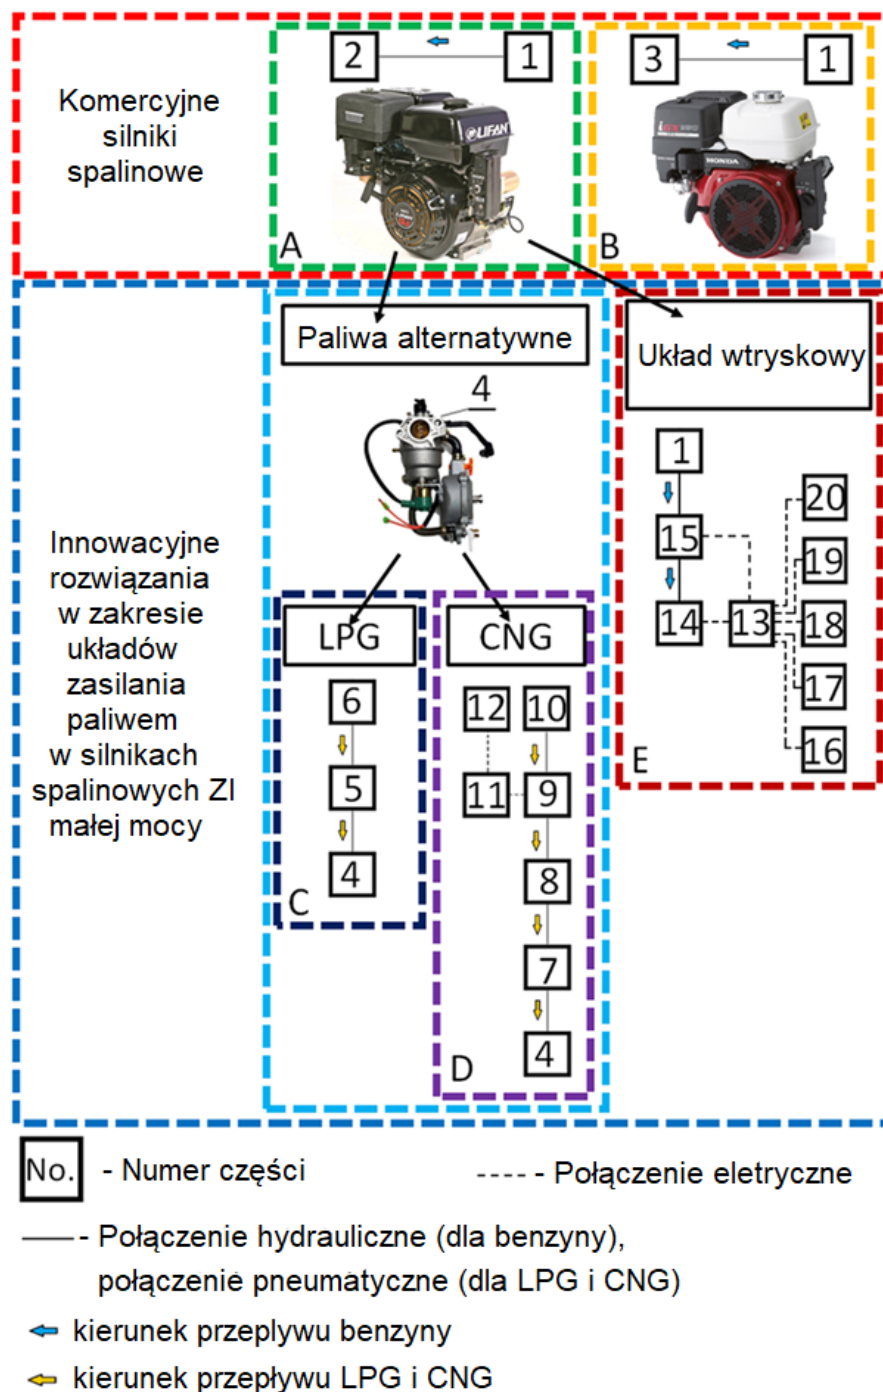 Komercyjne
silniki
spalinowe
2
1
LIFAN
A
3
1
HONDA
B
Innowacyjne
rozwiązania
w zakresie
układów
zasilania
paliwem
w silnikach
spalinowych ZI
małej mocy
Paliwa alternatywne
4
LPG
6
5
4
C
CNG
12
10
11
9
8
7
4
D
Układ wtryskowy
1
15
14
13
20
19
18
17
16
E
No. - Numer części
---- - Połączenie eletryczne
—— - Połączenie hydrauliczne (dla benzyny),
połączenie pneumatyczne (dla LPG i CNG)
kierunek przeplywu benzyny
kierunek przepływu LPG i CNG